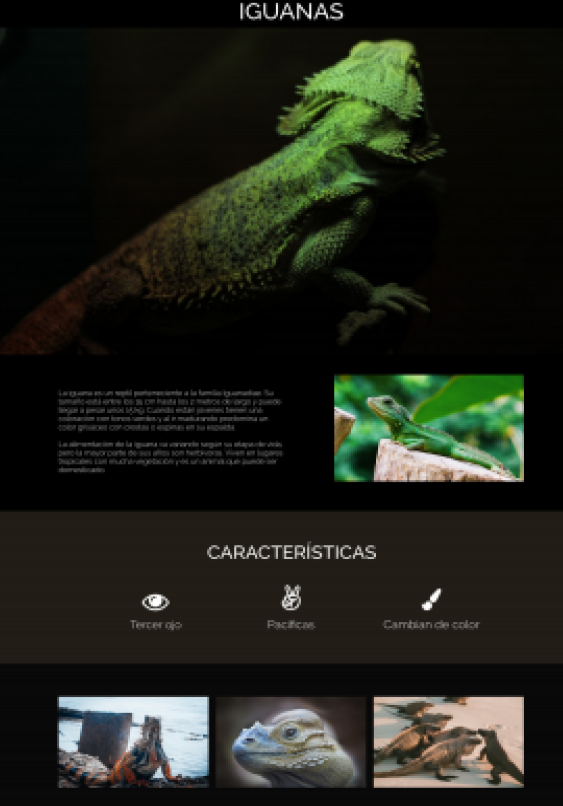 IGUANAS
La iguana es un reptil perteneciente a la familia Iguanidae. Su
tamaño está entre los cm hasta los 2 metros de largo y puede
llegar a pesar unos 15 kg. Cuando están jóvenes tienen una
coloración con tonos verdes y al ir madurando predomina un
color grisáceo con crestas o espinas en su espalda.
La alimentación de la iguana va variando según su etapa de vida
pero la mayor parte de sus años son herbívoros. Viven en lugares
tropicales con mucha vegetación y es un animal que puede ser
domesticado.
CARACTERÍSTICAS
Tercer ojo
Pacíficas
Cambian de color